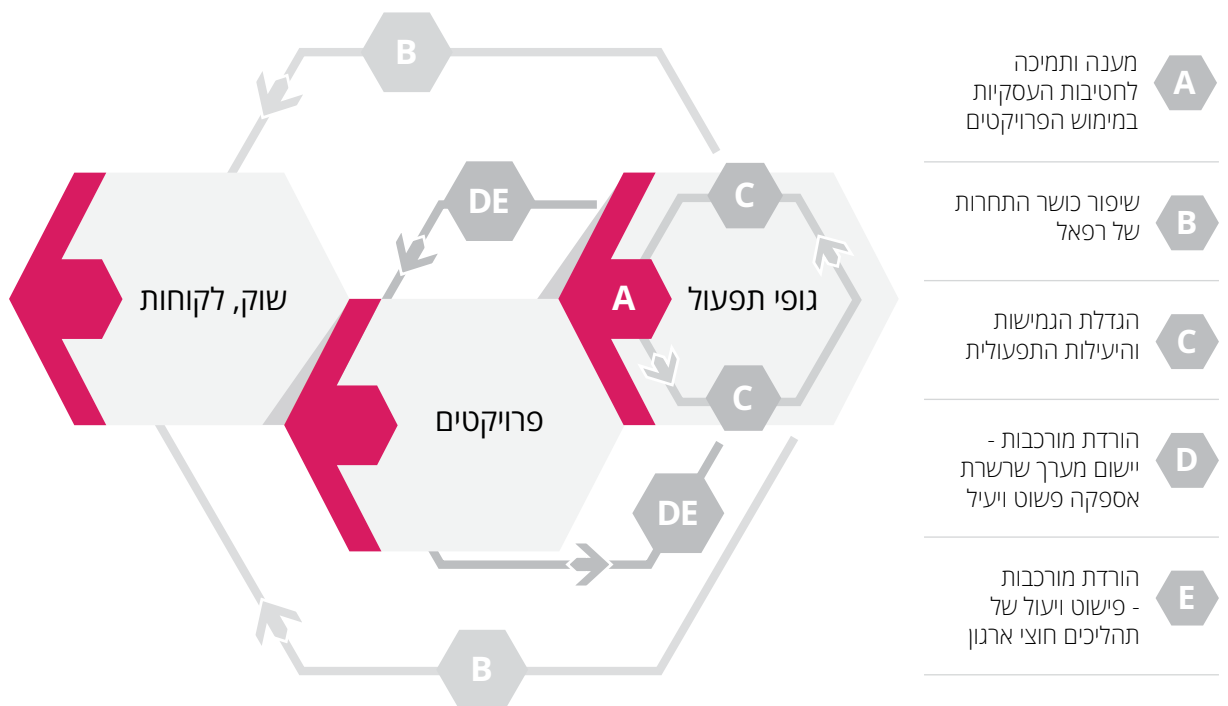 B
DE
C
שוק, לקוחות
A
גופי תפעול
פרויקטים
C
DE
B
A
מענה ותמיכה
לחטיבות העסקיות
במימוש הפרויקטים
B
שיפור כושר התחרות
של רפאל
C
הגדלת הגמישות
והיעילות התפעולית
D
הורדת מורכבות -
יישום מערך שרשרת
אספקה פשוט ויעיל
E
הורדת מורכבות
- פישוט ויעול של
תהליכים חוצי ארגון